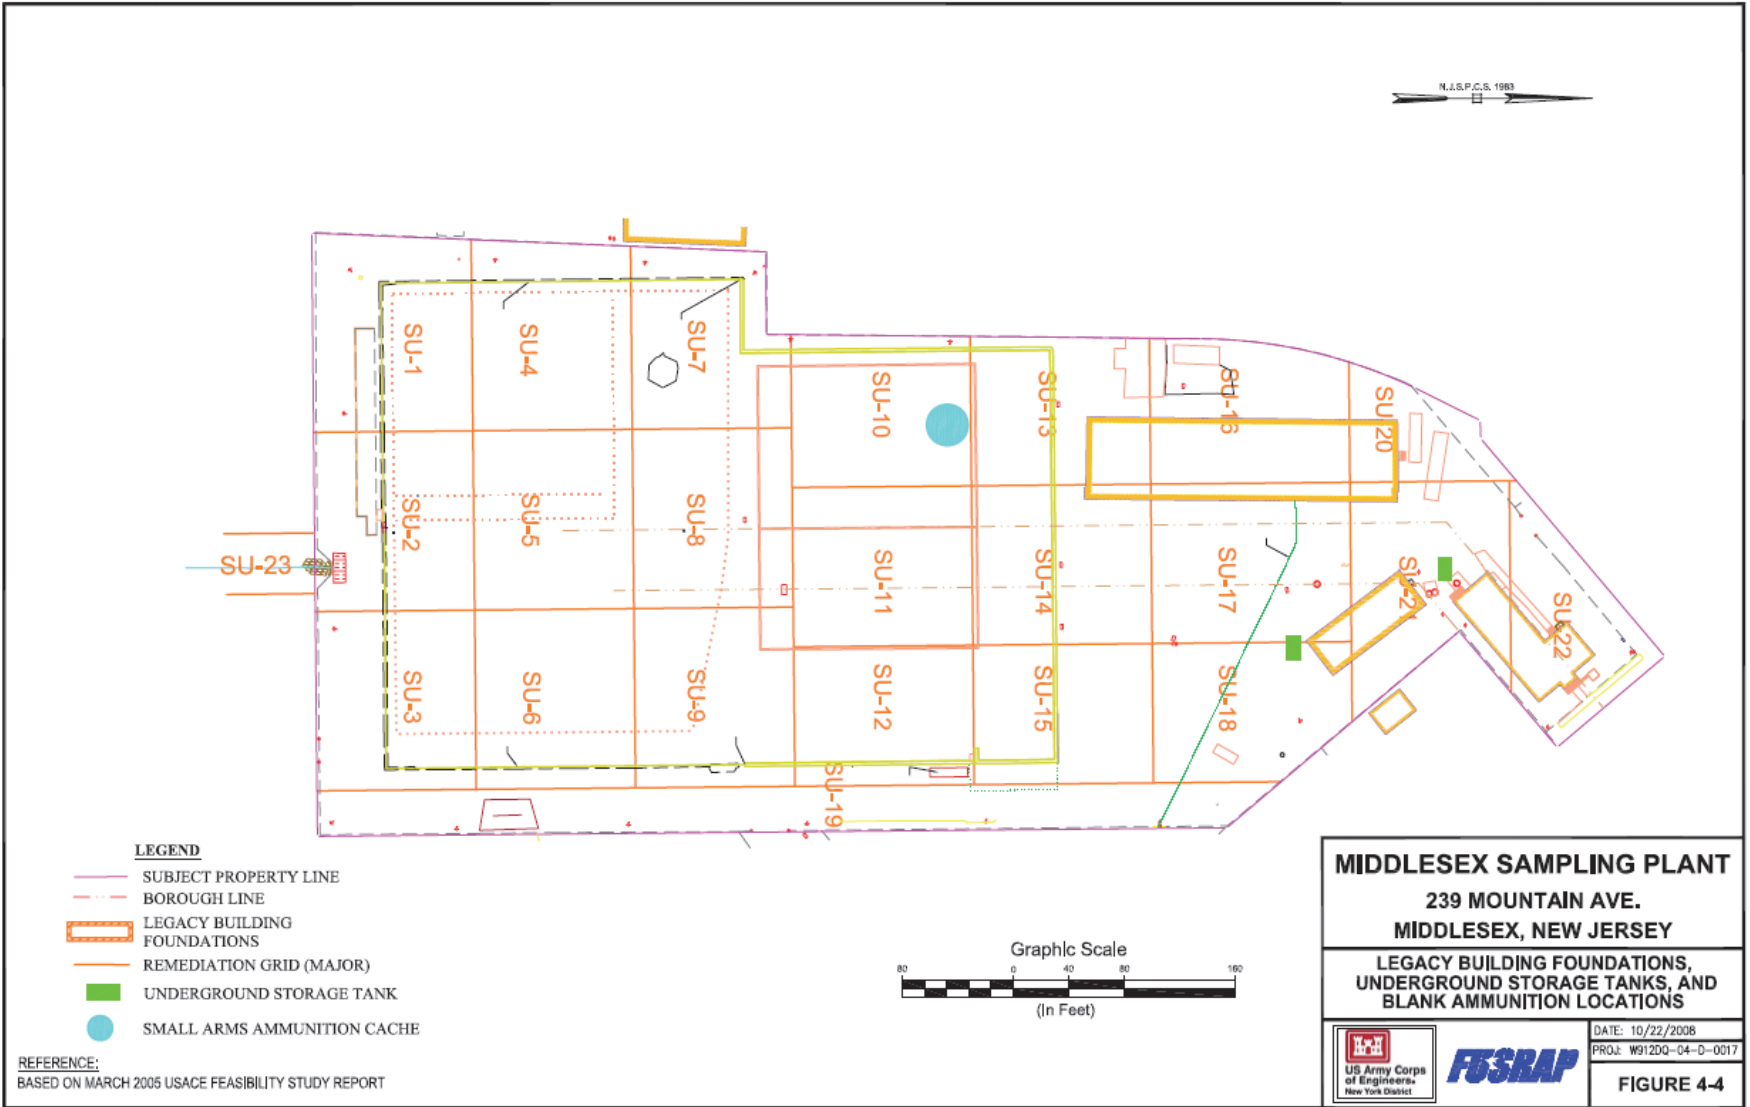 N.J.S.P.C.S. 1983
SU-1
SU-4
SU-7
SU-10
SU-13
SU-16
SU-20
SU-2
SU-5
SU-8
SU-11
SU-14
SU-17
SU-21
SU-22
SU-23
SU-3
SU-6
SU-9
SU-12
SU-15
SU-18
SU-19
LEGEND
SUBJECT PROPERTY LINE
BOROUGH LINE
LEGACY BUILDING
FOUNDATIONS
REMEDIATION GRID (MAJOR)
UNDERGROUND STORAGE TANK
SMALL ARMS AMMUNITION CACHE
REFERENCE:
BASED ON MARCH 2005 USACE FEASIBILITY STUDY REPORT
Graphic Scale
80 0 40 80 160
(In Feet)
MIDDLESEX SAMPLING PLANT
239 MOUNTAIN AVE.
MIDDLESEX, NEW JERSEY
LEGACY BUILDING FOUNDATIONS,
UNDERGROUND STORAGE TANKS, AND
BLANK AMMUNITION LOCATIONS
US Army Corps
of Engineers.
New York District
FUSRAP
DATE: 10/22/2008
PROJ: W912DQ-04-D-0017
FIGURE 4-4